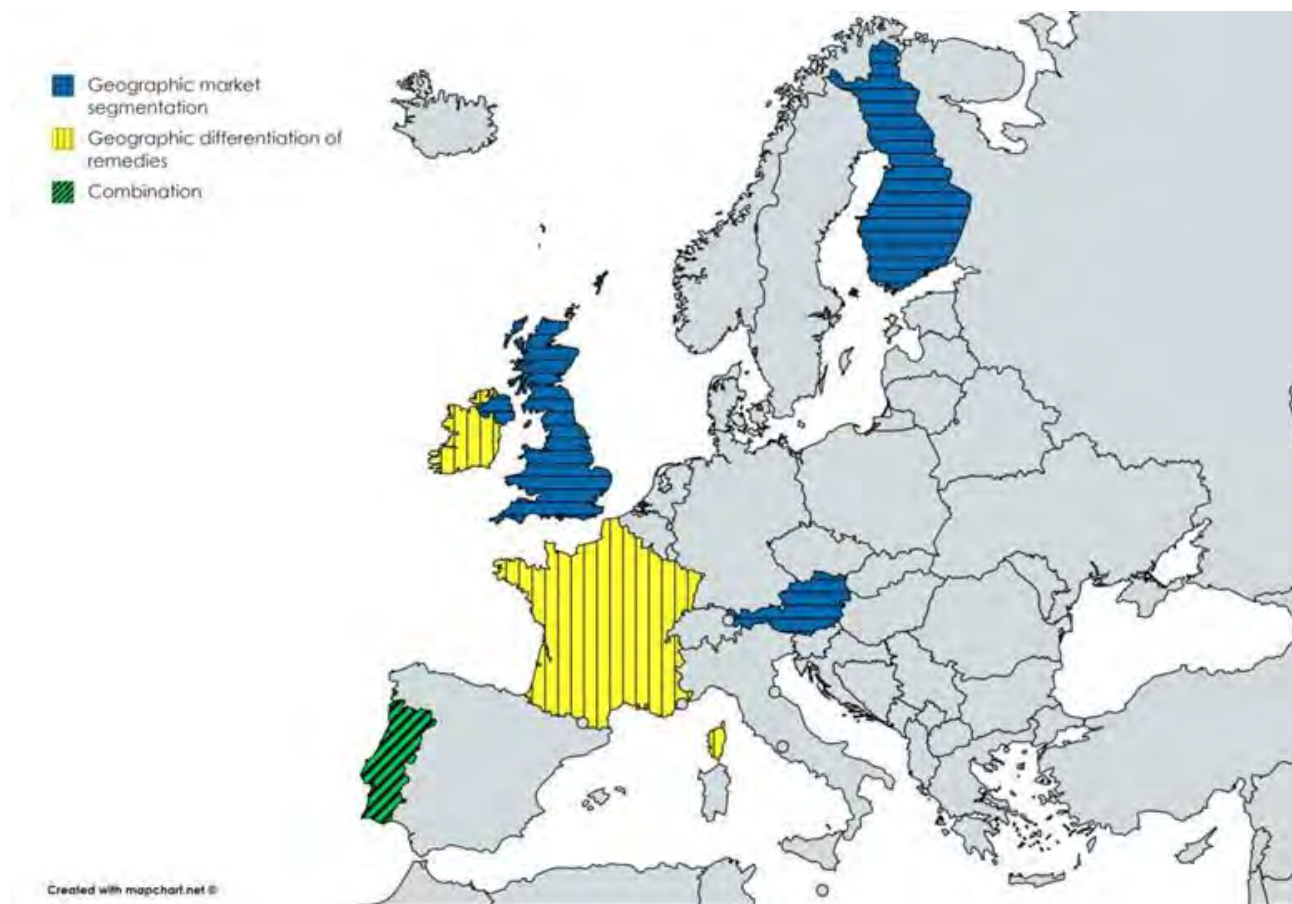 Geographic market
segmentation
Geographic differentiation of
remedies
Combination
Created with mapchart.net ©